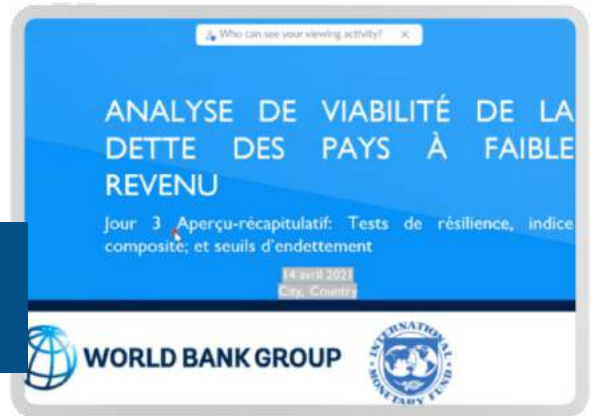 Who can see your viewing activity? ×
ANALYSE DE VIABILITÉ DE LA
DETTE DES PAYS À FAIBLE
REVENU
Jour 3 Aperçu-récapitulatif: Tests de résilience, indice
composite; et seuils d'endettement
14 avril 2021
City, Country
WORLD BANK GROUP
INTERNATIONAL
MONETARY FUND